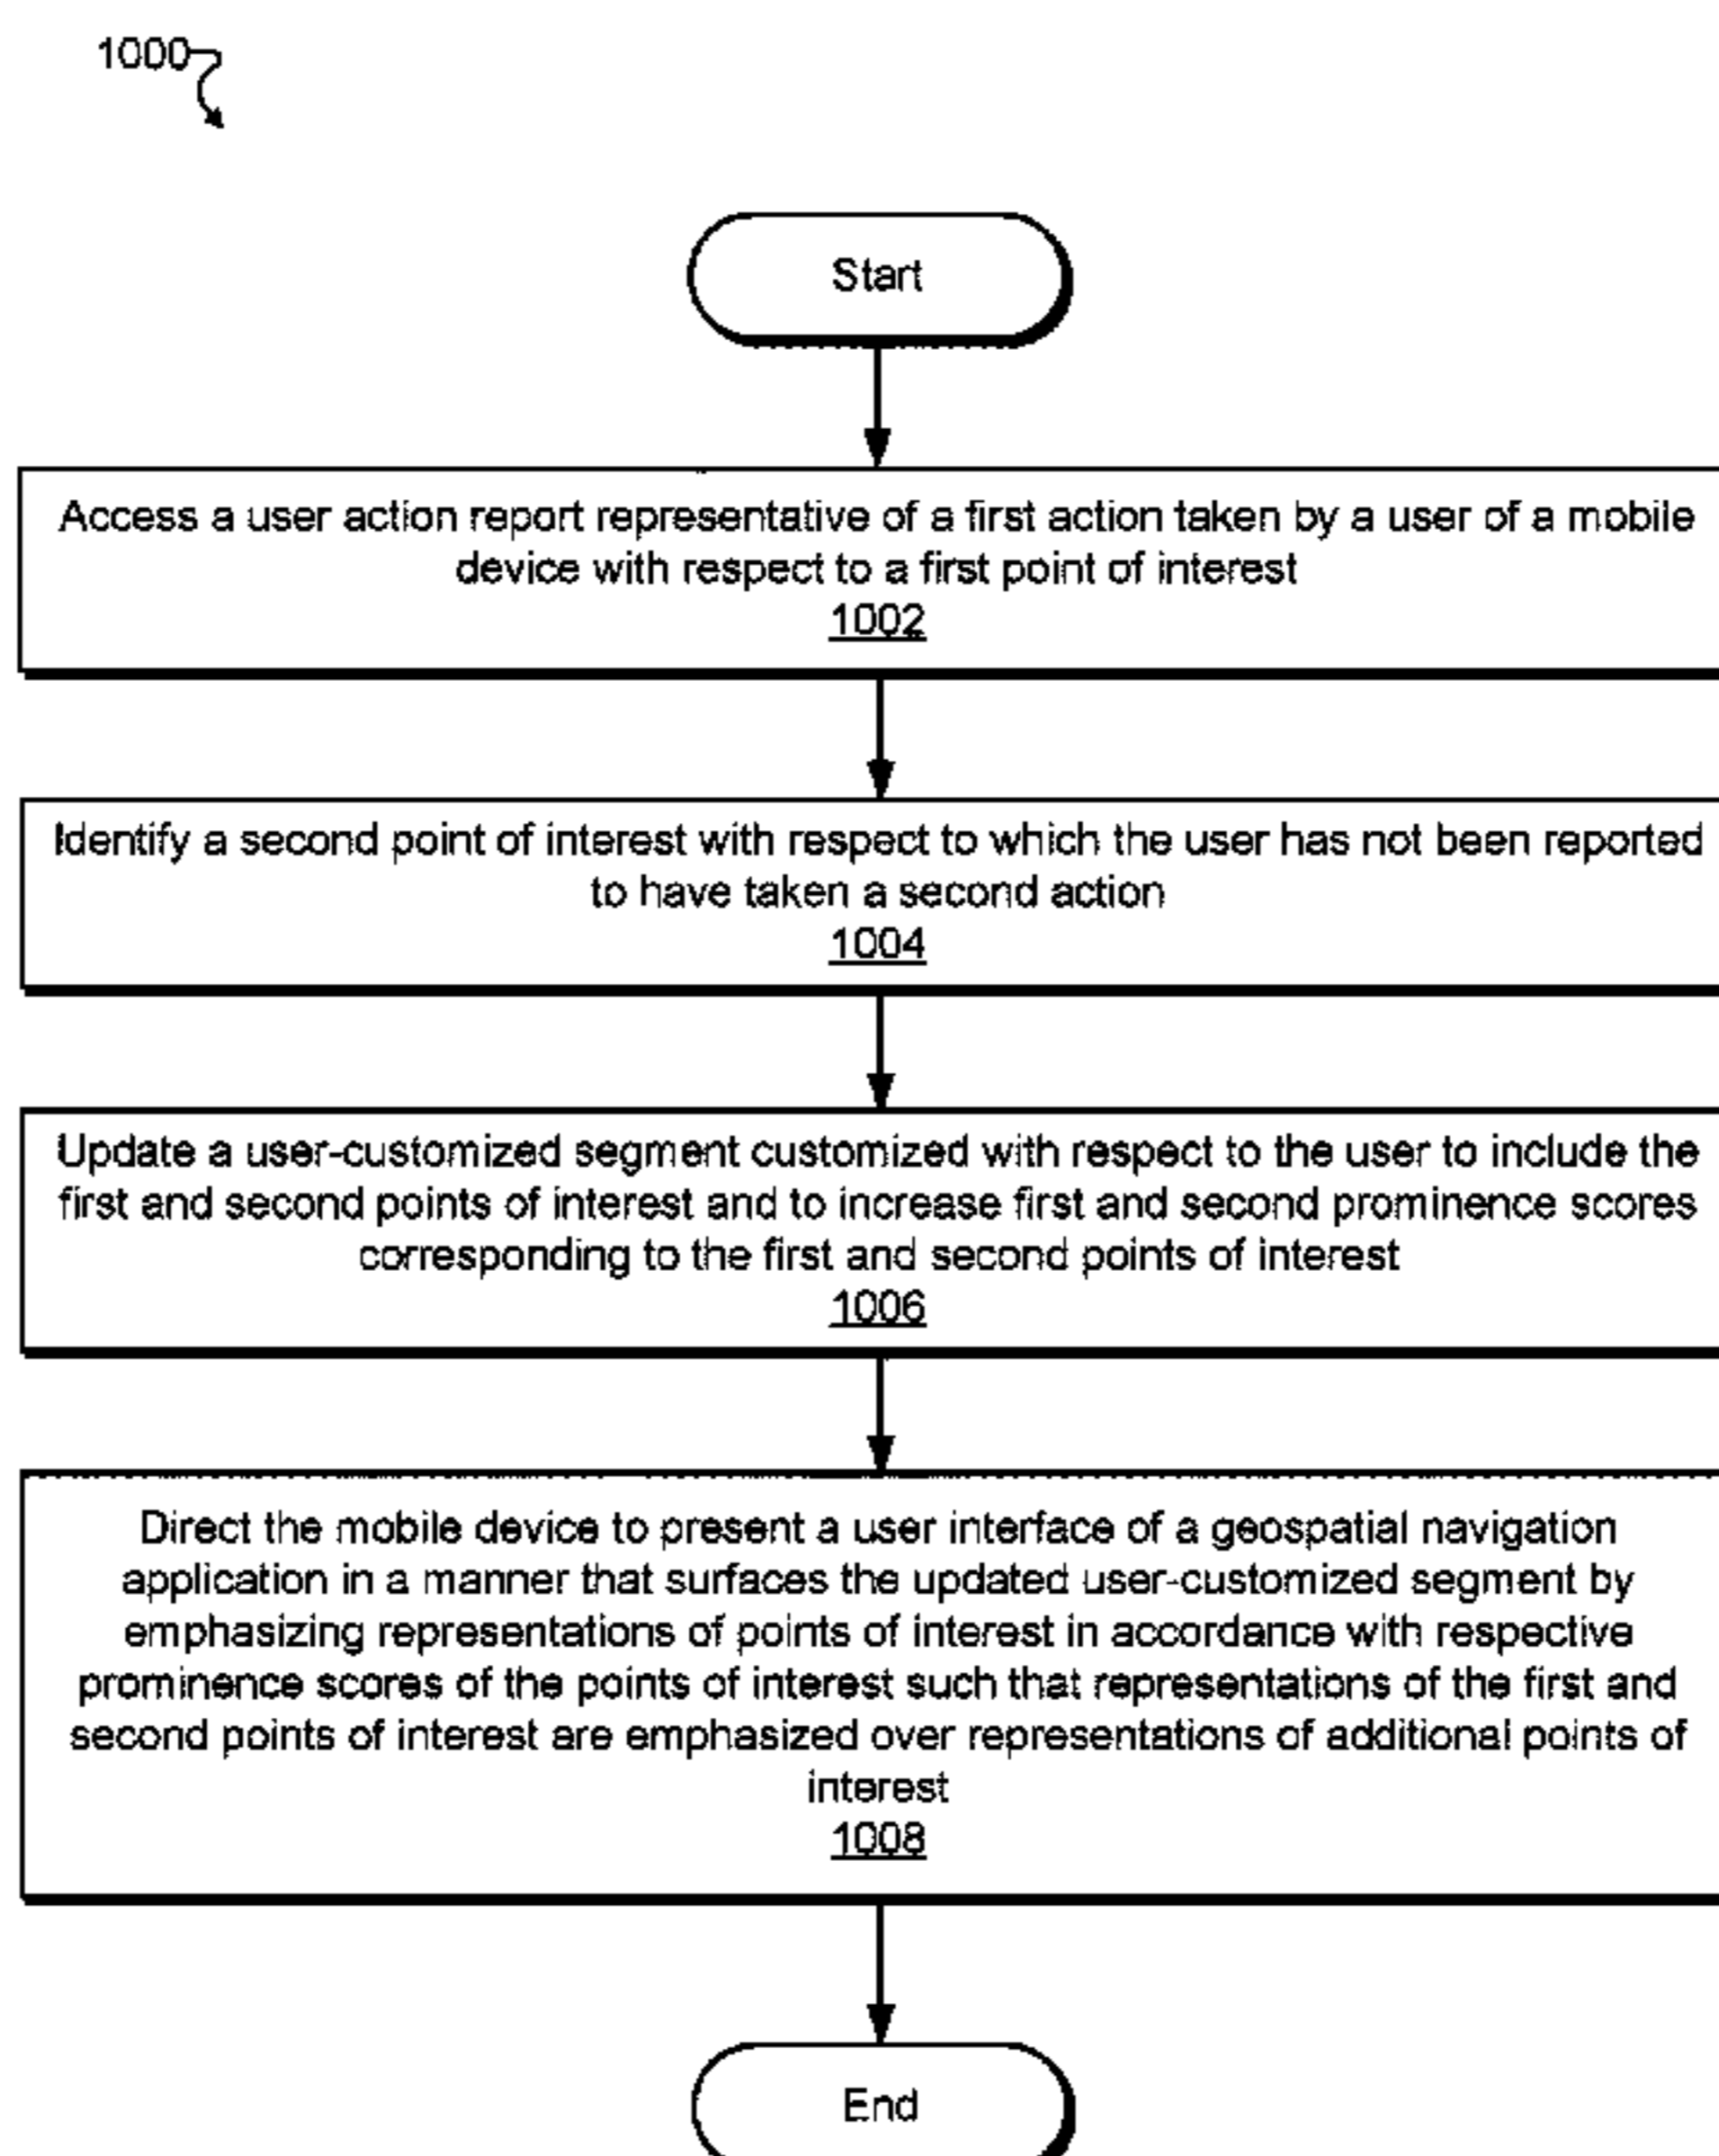 1000
Start
Access a user action report representative of a first action taken by a user of a mobile
device with respect to a first point of interest
1002
Identify a second point of interest with respect to which the user has not been reported
to have taken a second action
1004
Update a user-customized segment customized with respect to the user to include the
first and second points of interest and to increase first and second prominence scores
corresponding to the first and second points of interest
1006
Direct the mobile device to present a user interface of a geospatial navigation
application in a manner that surfaces the updated user-customized segment by
emphasizing representations of points of interest in accordance with respective
prominence scores of the points of interest such that representations of the first and
second points of interest are emphasized over representations of additional points of
interest
1008
End